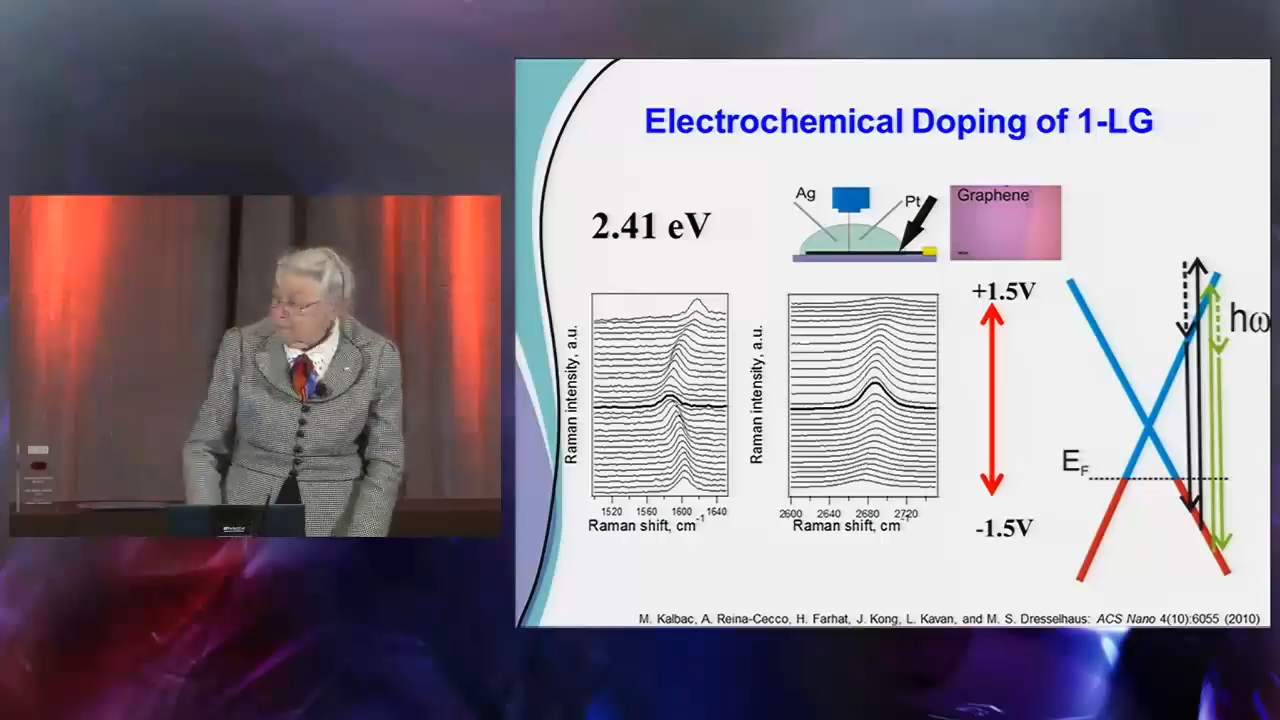 Electrochemical Doping of 1-LG
2.41 eV
Ag
Pt
Graphene
+1.5V
-1.5V
Raman intensity, a.u.
1520 1560 1600 1640
Raman shift, cm-1
Raman intensity, a.u.
2600 2640 2680 2720
Raman shift, cm-1
hω
EF
M. Kalbac, A. Reina-Cecco, H. Farhat, J. Kong, L. Kavan, and M. S. Dresselhaus: ACS Nano 4(10):6055 (2010)